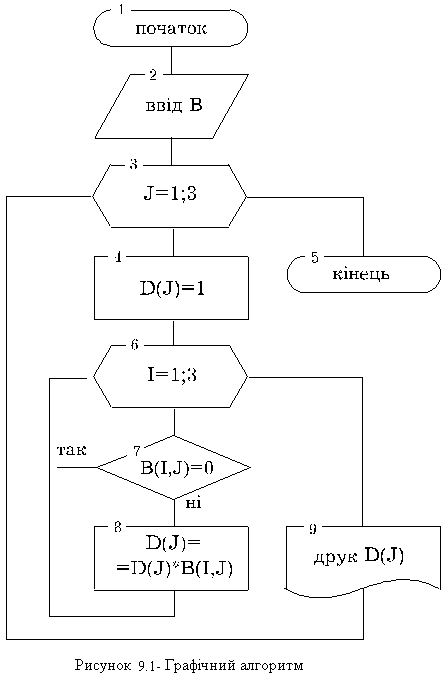 1
початок
2
ввід B
3
J=1;3
4
D(J)=1
5
кінець
6
I=1;3
так
7
B(I,J)=0
ні
8
D(J)=
=D(J)*B(I,J)
9
друк D(J)
Рисунок 9.1- Графічний алгоритм